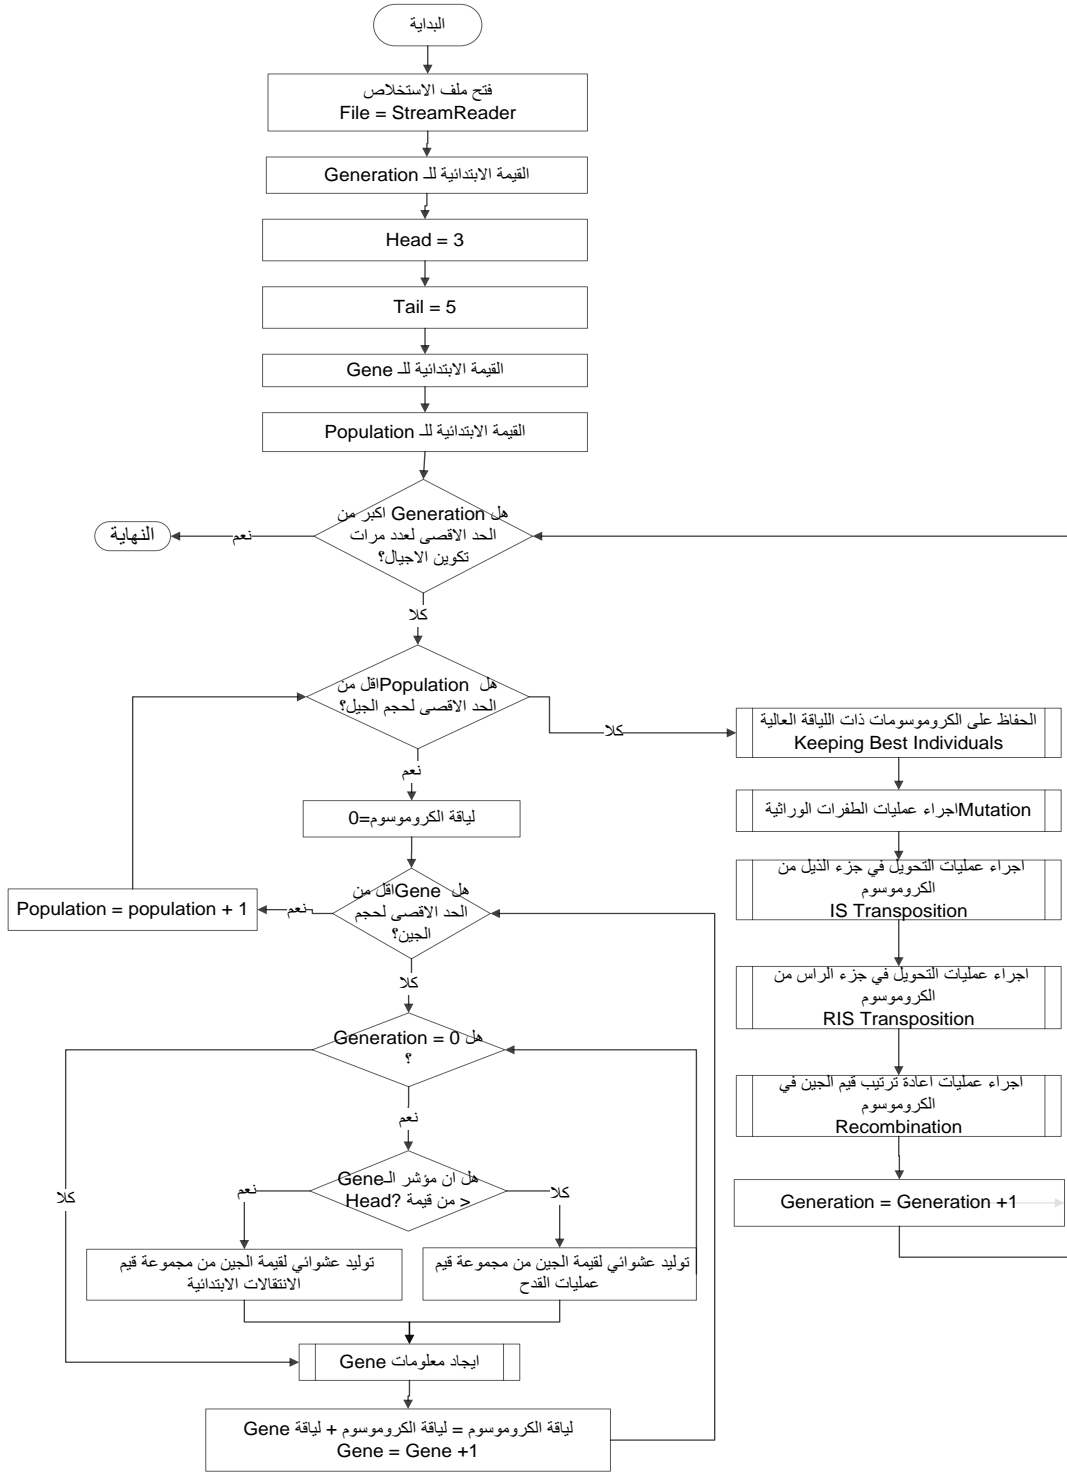 البداية
فتح ملف الاستخلاص
File = StreamReader
القيمة الابتدائية للـ Generation
Head = 3
Tail = 5
القيمة الابتدائية للـ Gene
القيمة الابتدائية للـ Population
هل Generation اكبر من
الحد الاقصى لعدد مرات
تكوين الاجيال؟
نعم
النهاية
كلا
هل Populationاقل من
الحد الاقصى لحجم الجيل؟
كلا
نعم
لياقة الكروموسوم=0
هل Geneاقل من
الحد الاقصى لحجم
الجين؟
نعم
Population = population + 1
كلا
هل Generation = 0
؟
كلا
نعم
هل ان مؤشر الـGene
< من قيمة Head?
نعم
كلا
توليد عشوائي لقيمة الجين من مجموعة قيم
الانتقالات الابتدائية
توليد عشوائي لقيمة الجين من مجموعة قيم
عمليات القدح
ايجاد معلومات Gene
لياقة الكروموسوم = لياقة الكروموسوم + لياقة Gene
Gene = Gene +1
الحفاظ على الكروموسومات ذات اللياقة العالية
Keeping Best Individuals
اجراء عمليات الطفرات الوراثيةMutation
اجراء عمليات التحويل في جزء الذيل من
الكروموسوم
IS Transposition
اجراء عمليات التحويل في جزء الراس من
الكروموسوم
RIS Transposition
اجراء عمليات اعادة ترتيب قيم الجين في
الكروموسوم
Recombination
Generation = Generation +1